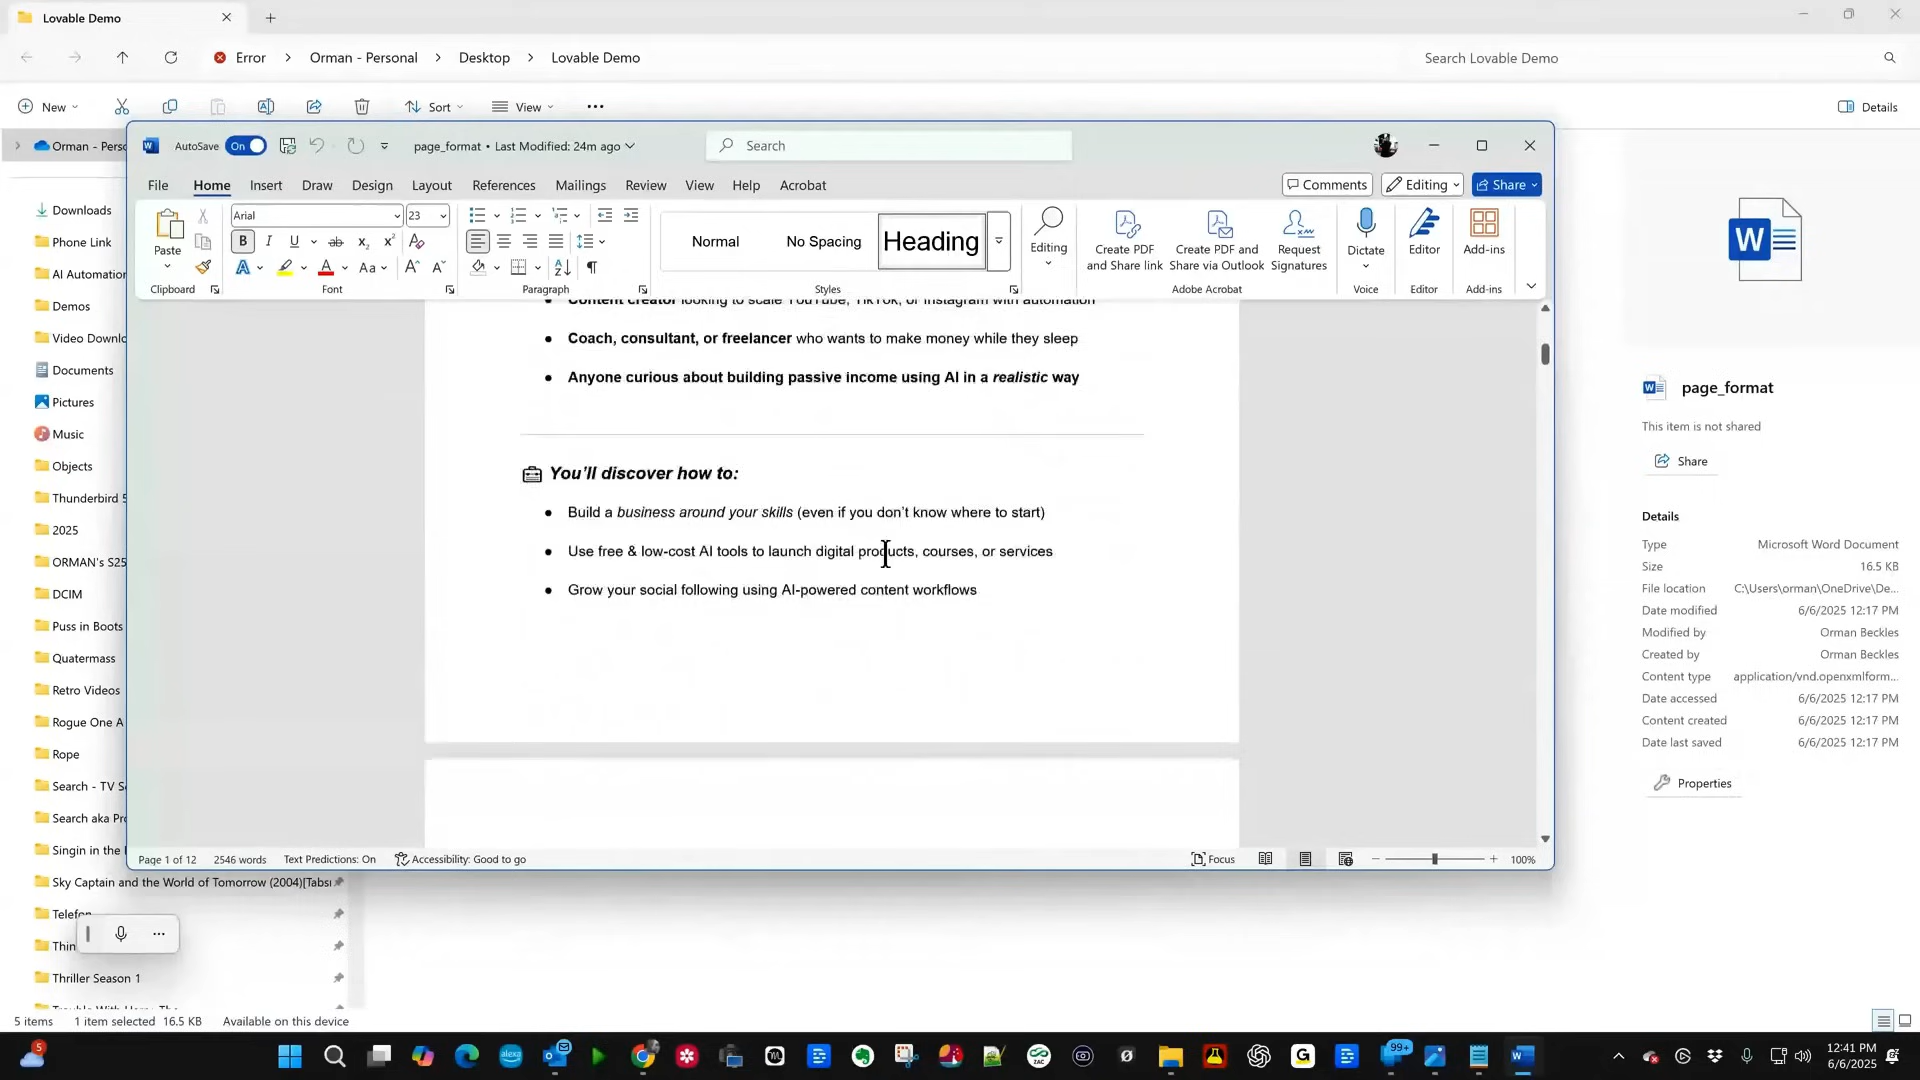 Lovable Demo
Error > Orman - Personal > Desktop > Lovable Demo
Search Lovable Demo
New Sort View ... Details
Orman - Perso
AutoSave On page_format • Last Modified: 24m ago Search
File Home Insert Draw Design Layout References Mailings Review View Help Acrobat Comments Editing Share
Paste
Clipboard
Arial 23
B I U ab x₂ x² A
A Aa A A
Font
Paragraph
Normal No Spacing Heading
Styles
Editing
Create PDF and Share link
Create PDF and Share via Outlook
Request Signatures
Adobe Acrobat
Dictate
Voice
Editor
Editor
Add-ins
Add-ins
Downloads
Phone Link
AI Automation
Demos
Video Downlo
Documents
Pictures
Music
Objects
Thunderbird 5
2025
ORMAN's S25
DCIM
Puss in Boots
Quatermass
Retro Videos
Rogue One A
Rope
Search - TV Se
Search aka Pro
Singin in the
Sky Captain and the World of Tomorrow (2004)[Tabs
Telefon
Thin
Thriller Season 1
• Content creator looking to scale YouTube, TikTok, or Instagram with automation
• Coach, consultant, or freelancer who wants to make money while they sleep
• Anyone curious about building passive income using AI in a realistic way
You'll discover how to:
• Build a business around your skills (even if you don't know where to start)
• Use free & low-cost AI tools to launch digital products, courses, or services
• Grow your social following using AI-powered content workflows
Page 1 of 12 2546 words Text Predictions: On Accessibility: Good to go Focus 100%
page_format
This item is not shared
Share
Details
Type Microsoft Word Document
Size 16.5 KB
File location C:\Users\orman\OneDrive\De...
Date modified 6/6/2025 12:17 PM
Modified by Orman Beckles
Created by Orman Beckles
Content type application/vnd.openxmlform...
Date accessed 6/6/2025 12:17 PM
Content created 6/6/2025 12:17 PM
Date last saved 6/6/2025 12:17 PM
Properties
5 items 1 item selected 16.5 KB Available on this device
5
alexa
99+
12:41 PM
6/6/2025